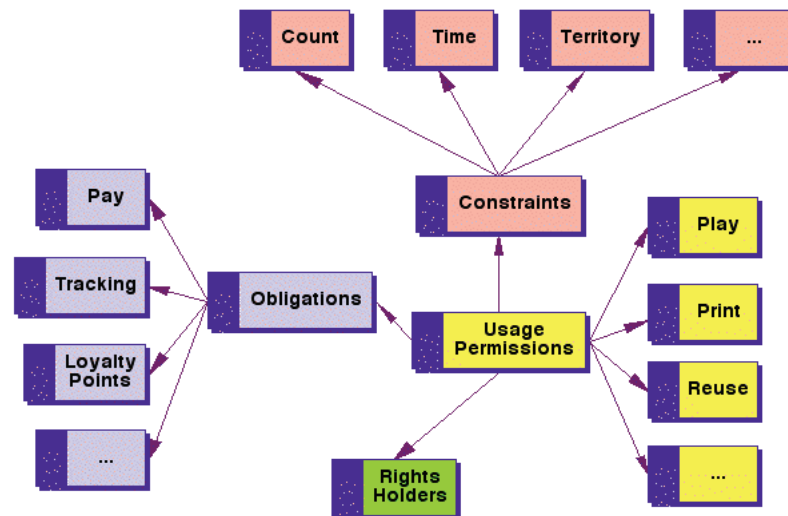 Count
Time
Territory
...
Constraints
Pay
Tracking
Loyalty
Points
...
Obligations
Usage
Permissions
Play
Print
Reuse
...
Rights
Holders